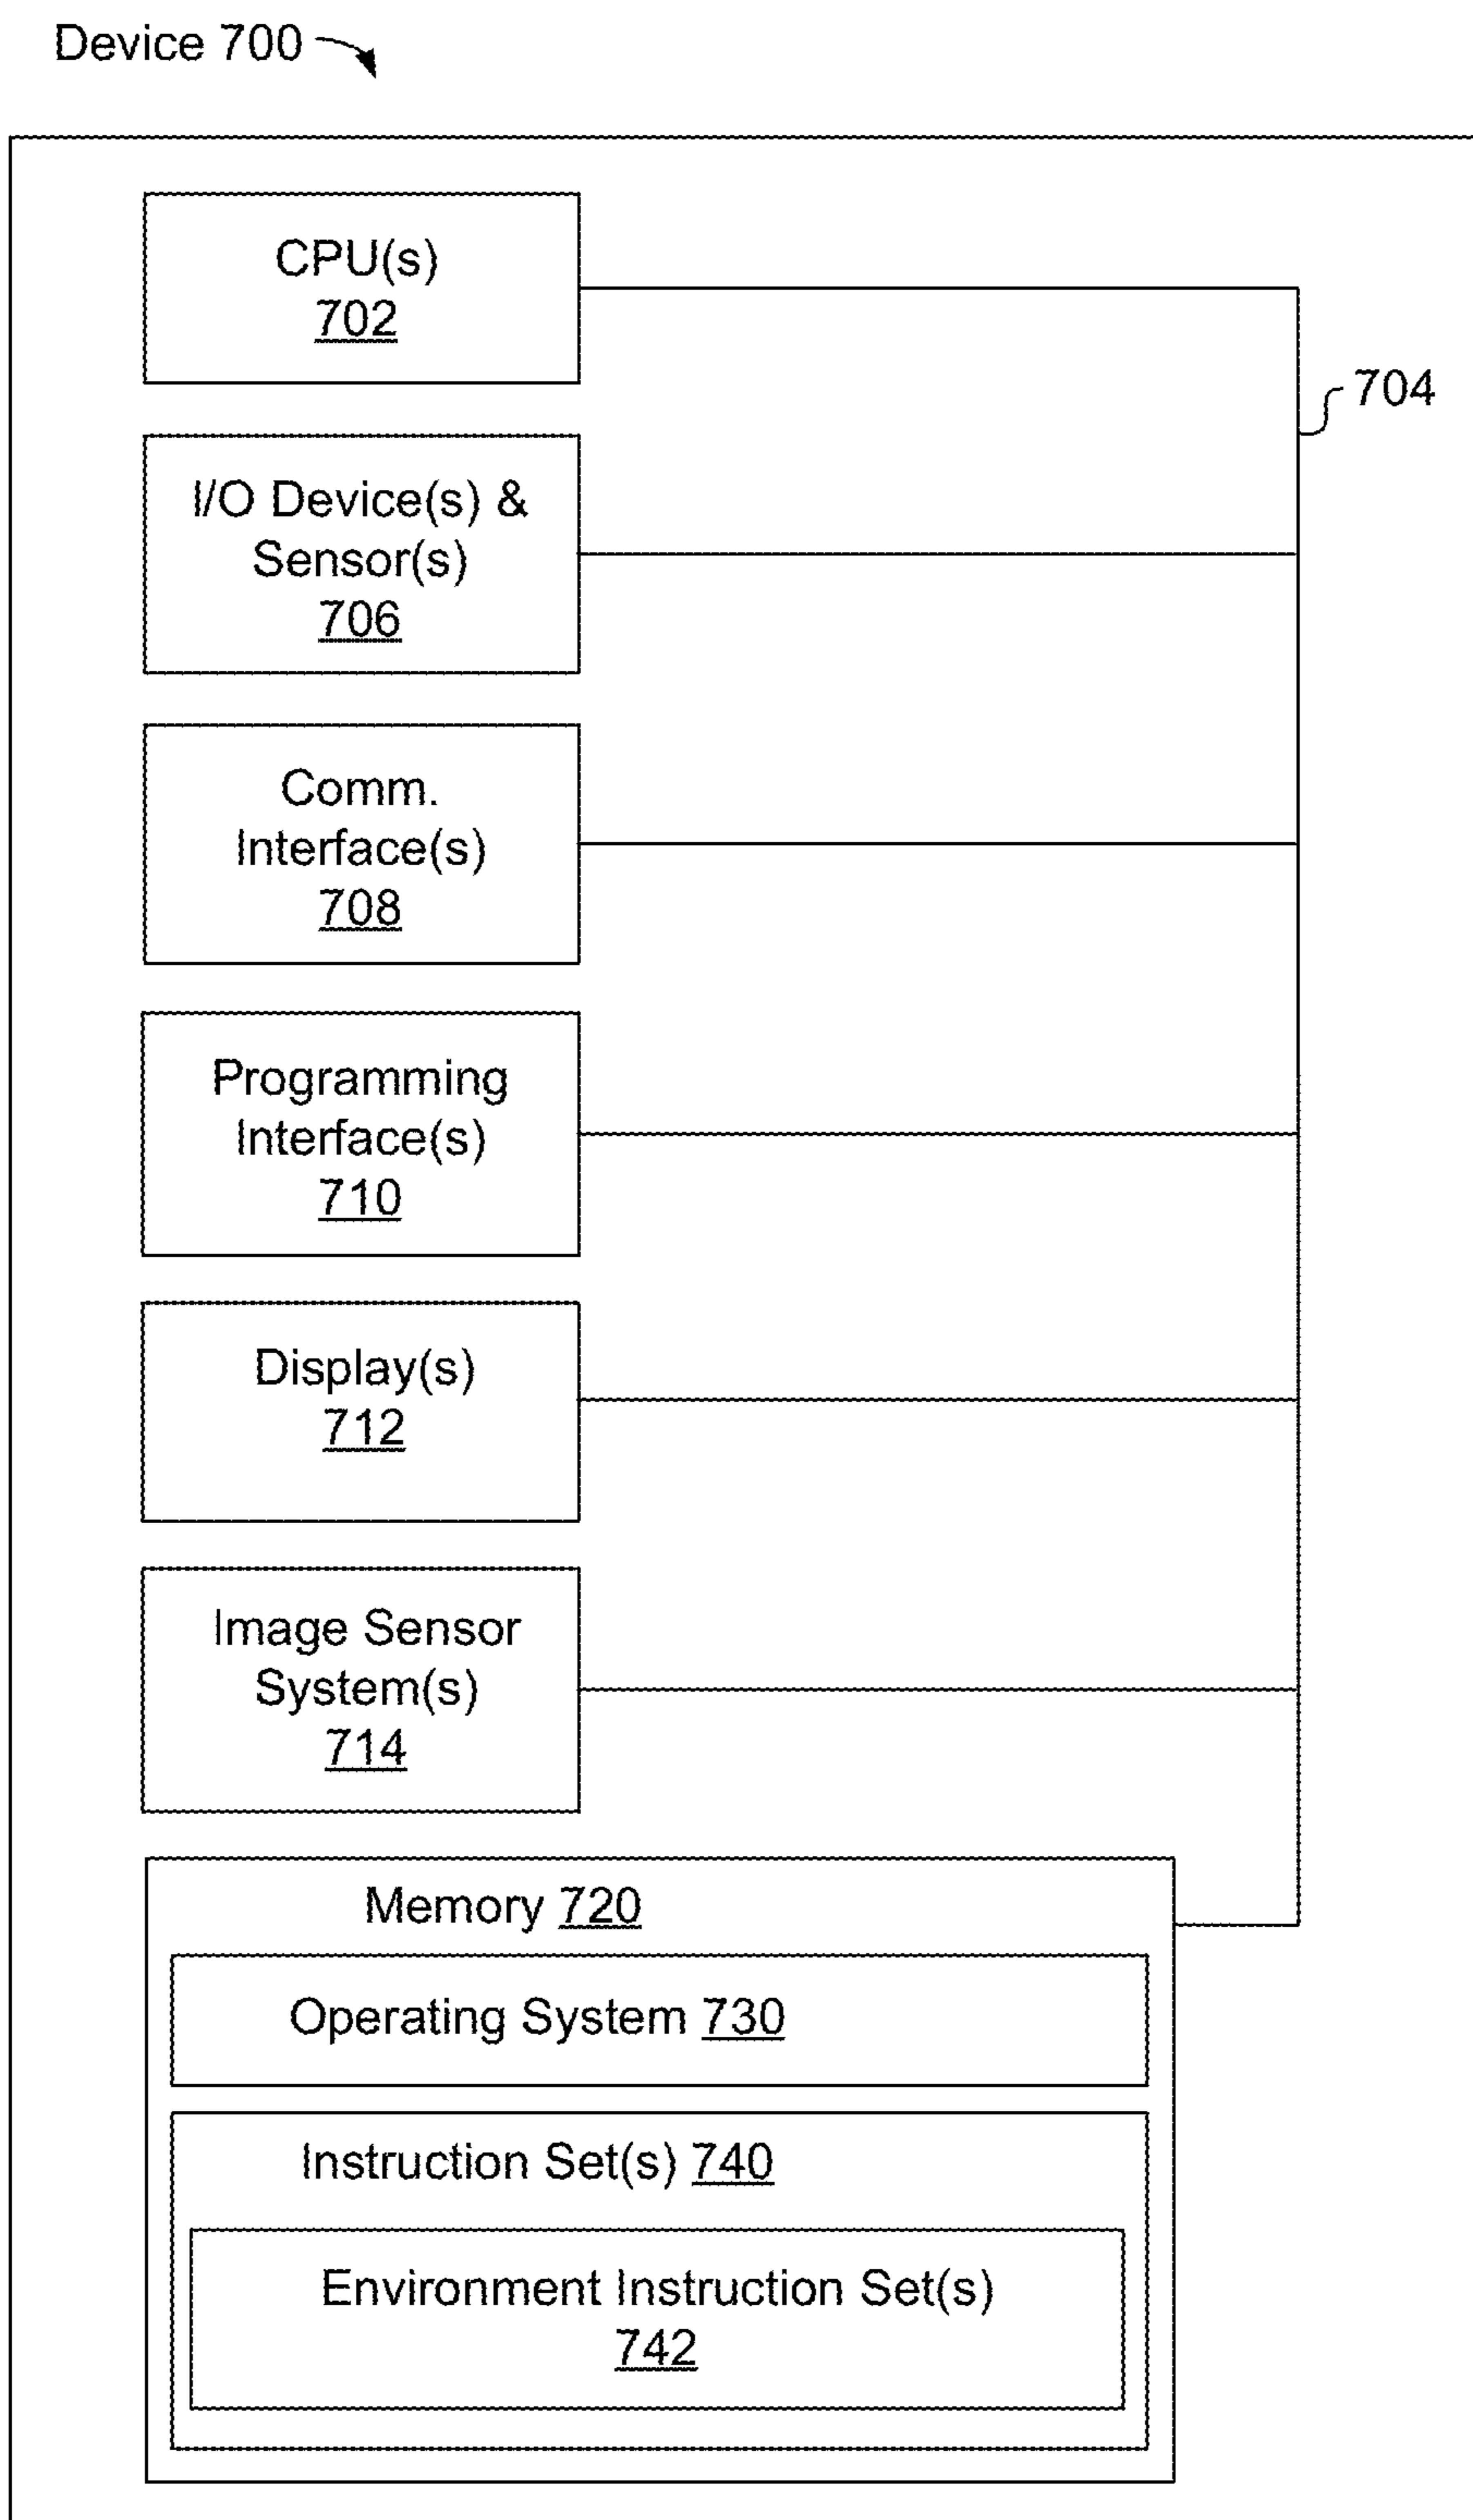 Device 700
CPU(s)
702
704
I/O Device(s) &
Sensor(s)
706
Comm.
Interface(s)
708
Programming
Interface(s)
710
Display(s)
712
Image Sensor
System(s)
714
Memory 720
Operating System 730
Instruction Set(s) 740
Environment Instruction Set(s)
742